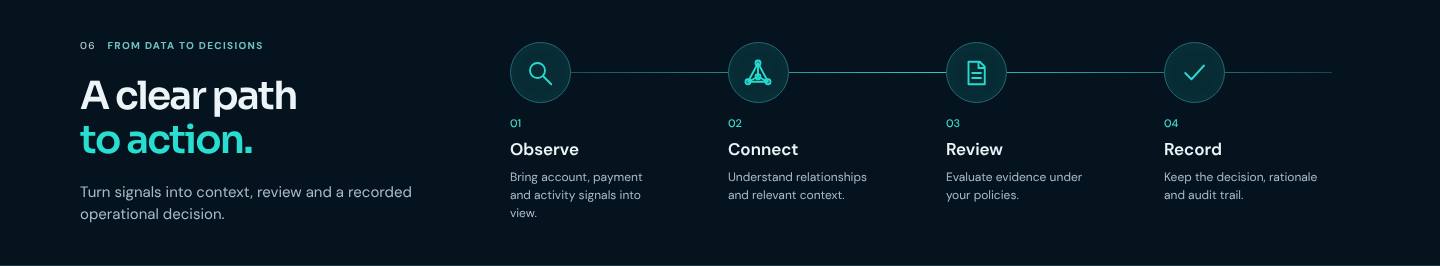 06 FROM DATA TO DECISIONS
A clear path
to action.
Turn signals into context, review and a recorded
operational decision.
01
Observe
Bring account, payment
and activity signals into
view.
02
Connect
Understand relationships
and relevant context.
03
Review
Evaluate evidence under
your policies.
04
Record
Keep the decision, rationale
and audit trail.